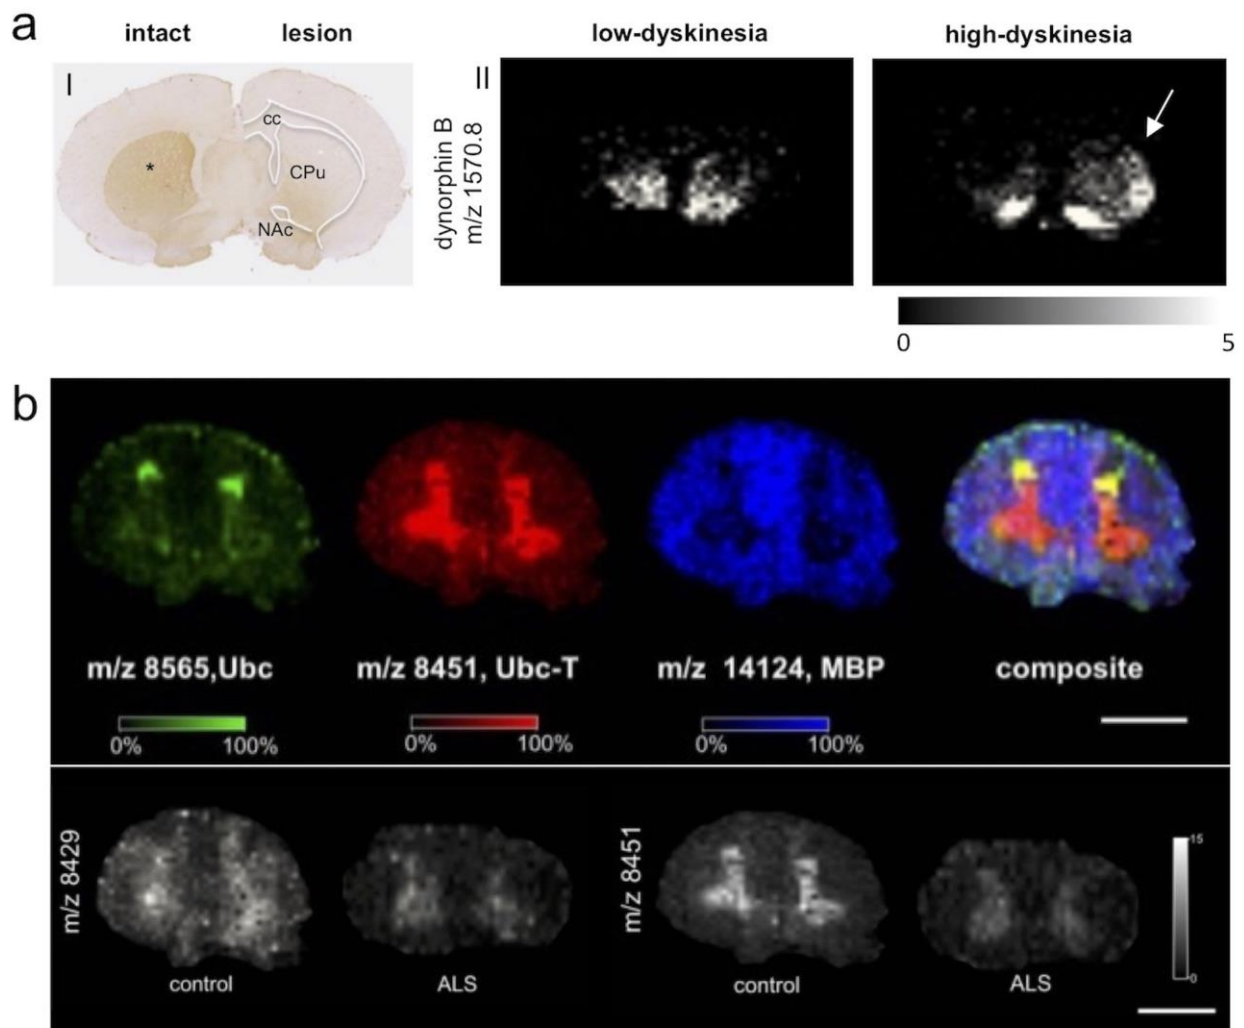 a
intact lesion
low-dyskinesia high-dyskinesia
I
II
cc
*
CPu
NAc
dynorphin B
m/z 1570.8
0 5
b
m/z 8565,Ubc m/z 8451, Ubc-T m/z 14124, MBP composite
0% 100% 0% 100% 0% 100%
m/z 8429
m/z 8451
15
0
control ALS control ALS